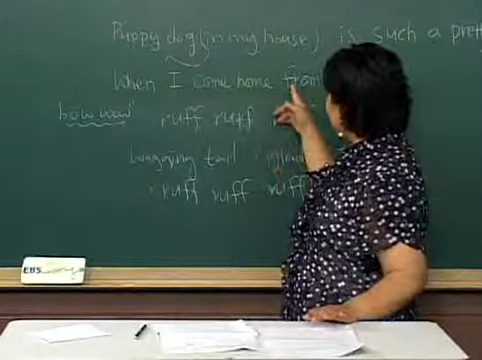 Puppy dog (in my house) is such a pret
When I come home from
bow wow ruff ruff
tail
ruff ruff ruff
EBS